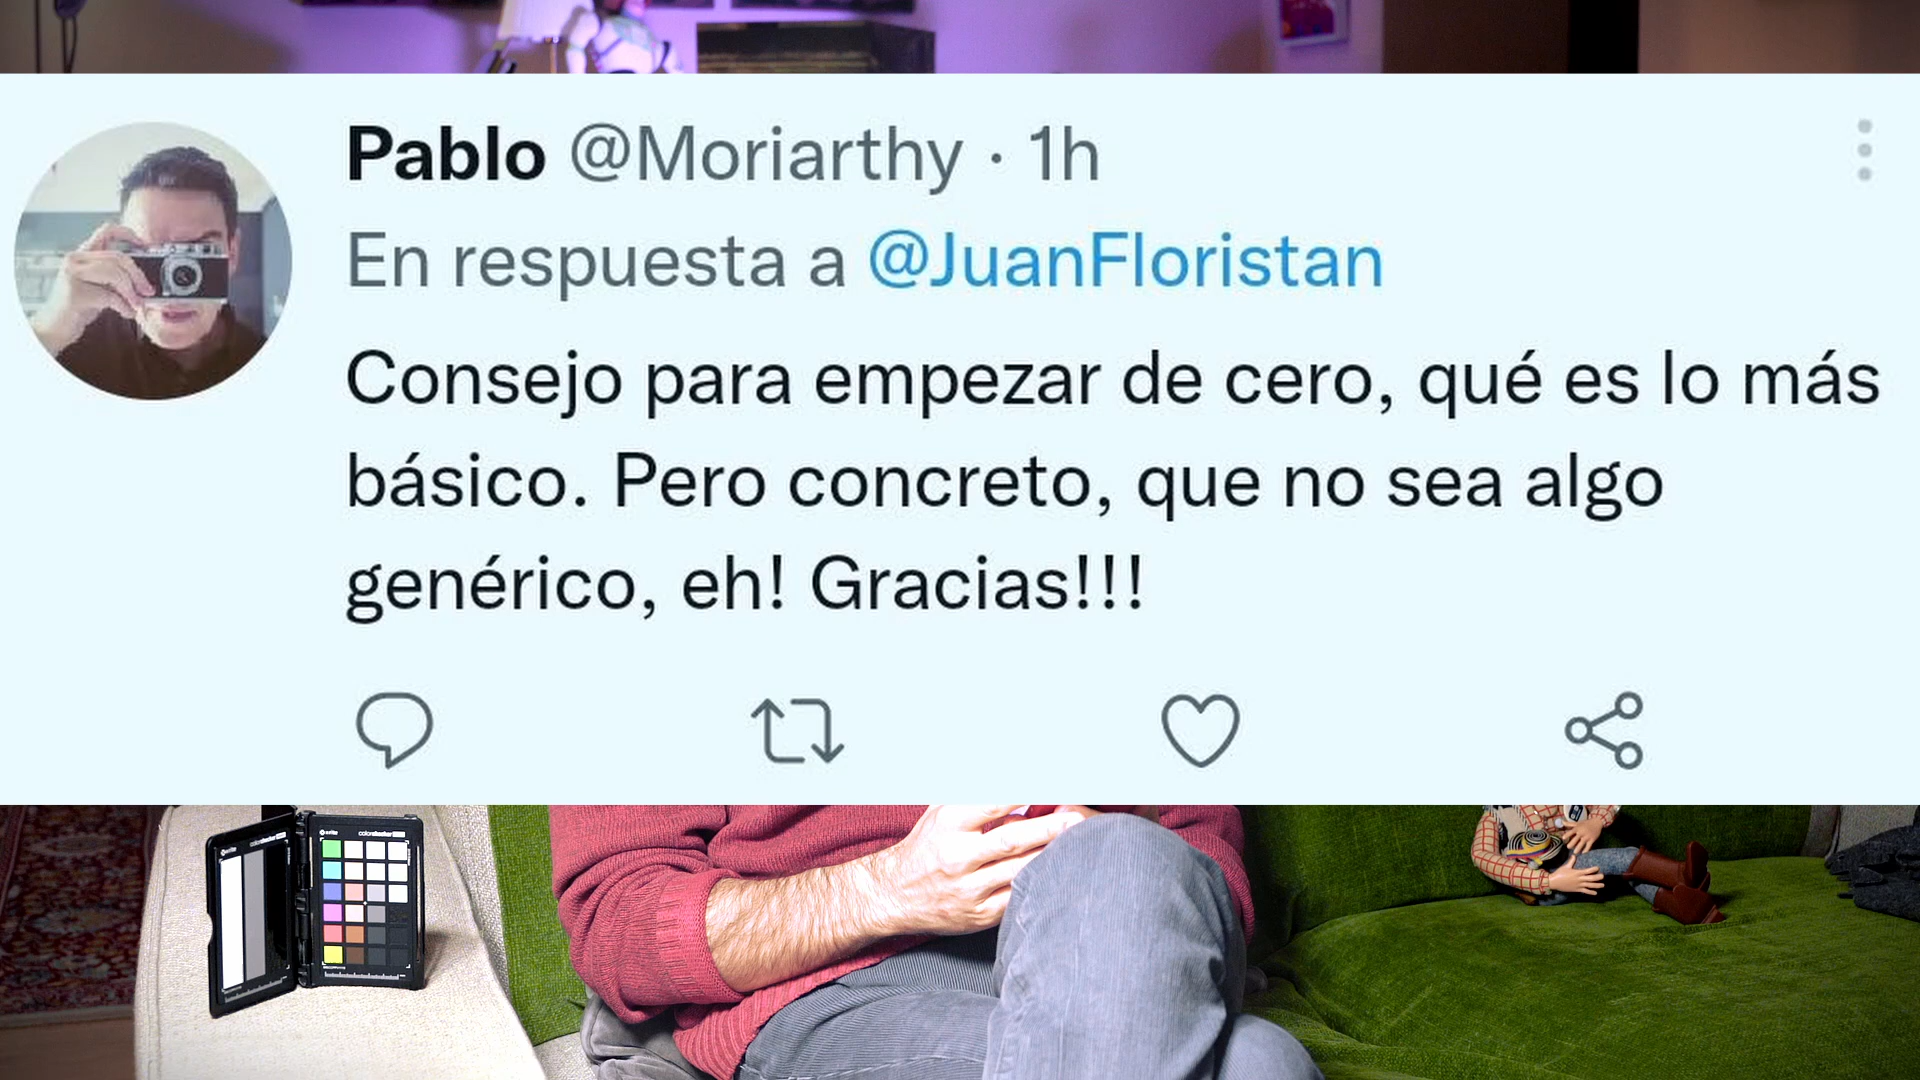 Pablo @Moriarthy · 1h
En respuesta a @JuanFloristan
Consejo para empezar de cero, qué es lo más
básico. Pero concreto, que no sea algo
genérico, eh! Gracias!!!